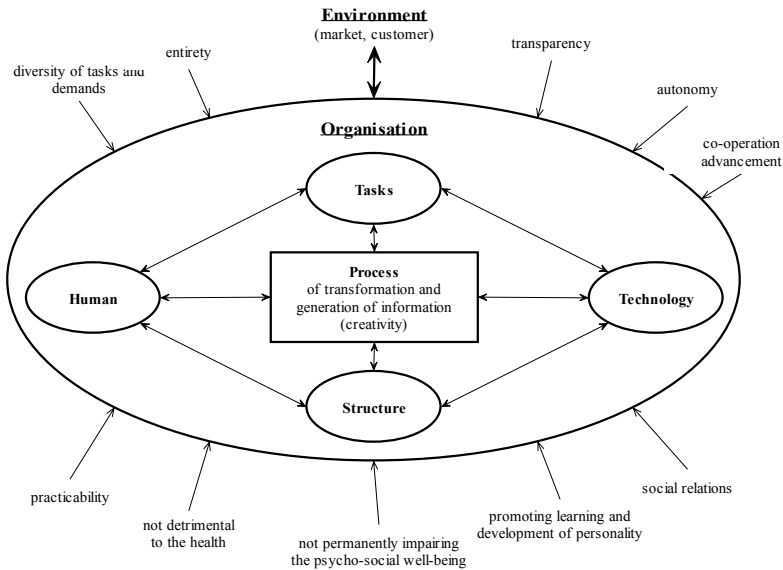 Environment
(market, customer)
entirety
transparency
diversity of tasks and
demands
autonomy
co-operation
advancement
Organisation
Tasks
Human
Process
of transformation and
generation of information
(creativity)
Technology
Structure
practicability
not detrimental
to the health
not permanently impairing
the psycho-social well-being
promoting learning and
development of personality
social relations